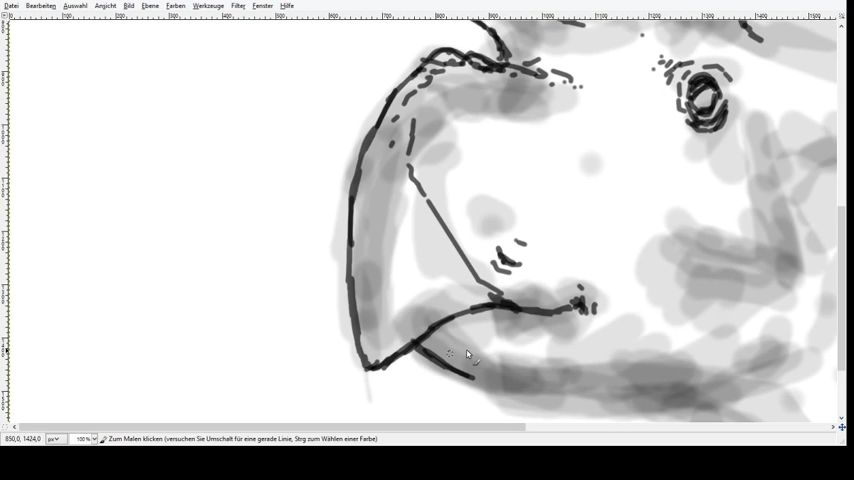 Datei Bearbeiten Auswahl Ansicht Bild Ebene Farben Werkzeuge Filter Fenster Hilfe
850,0, 1424,0 px 100 % Zum Malen klicken (versuchen Sie Umschalt für eine gerade Linie, Strg zum Wählen einer Farbe)